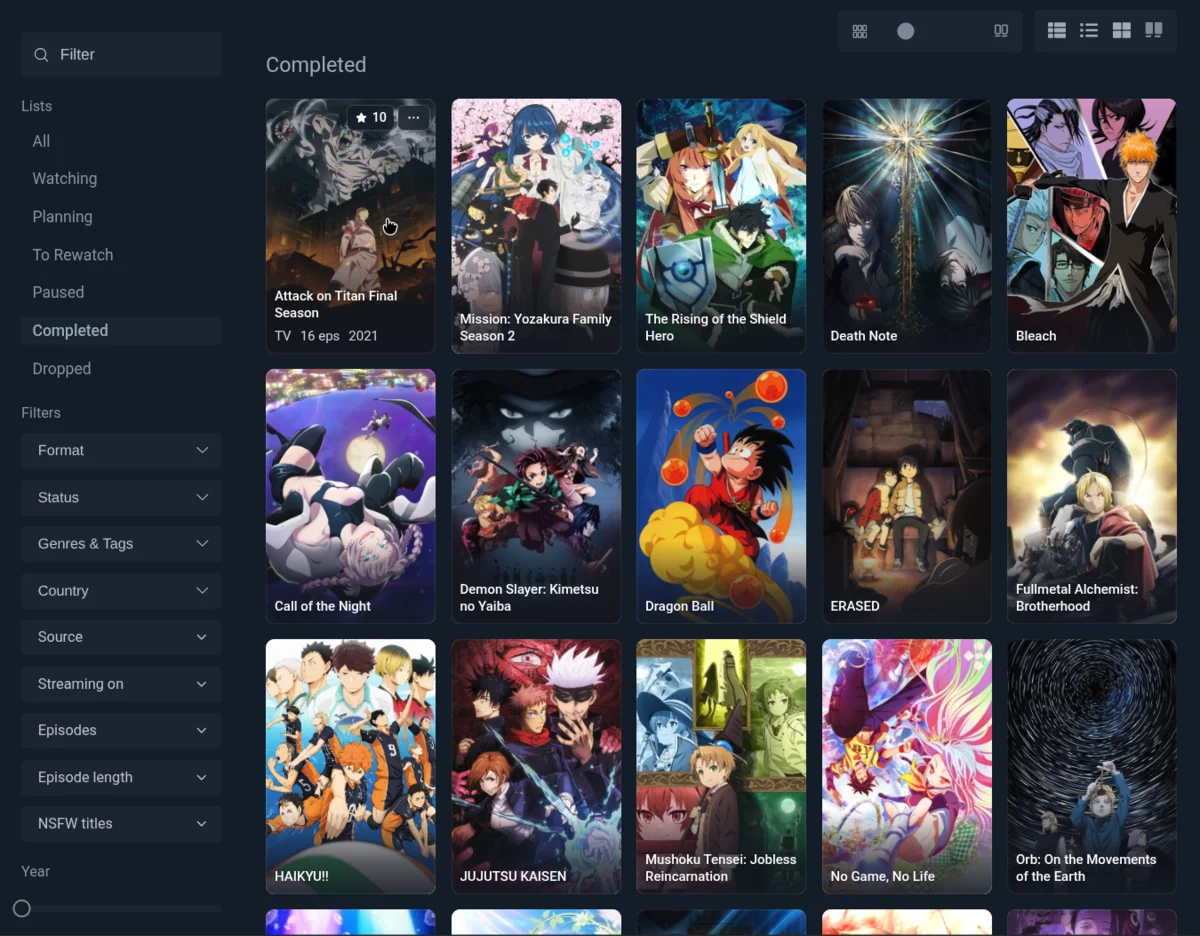 Filter
Lists
All
Watching
Planning
To Rewatch
Paused
Completed
Dropped
Filters
Format
Status
Genres & Tags
Country
Source
Streaming on
Episodes
Episode length
NSFW titles
Year
Completed
10
Attack on Titan Final
Season
TV 16 eps 2021
Mission: Yozakura Family
Season 2
The Rising of the Shield
Hero
Death Note
Bleach
Call of the Night
Demon Slayer: Kimetsu
no Yaiba
Dragon Ball
ERASED
Fullmetal Alchemist:
Brotherhood
9
HAIKYU!!
JUJUTSU KAISEN
Mushoku Tensei: Jobless
Reincarnation
No Game, No Life
Orb: On the Movements
of the Earth